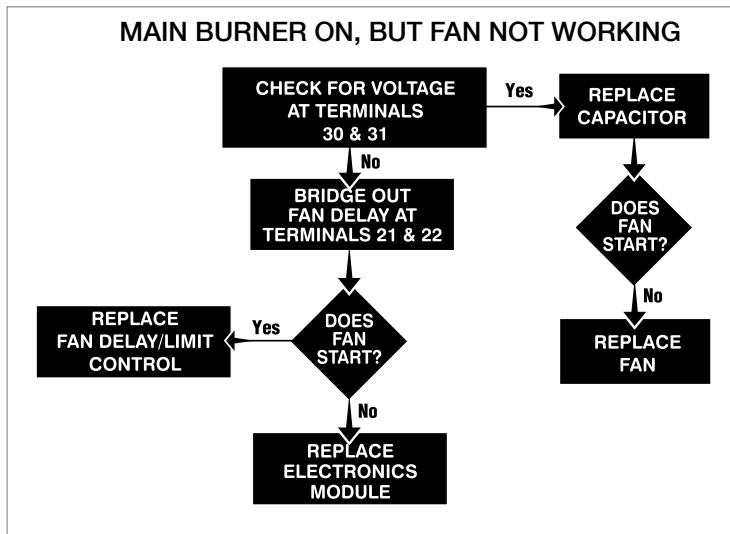 MAIN BURNER ON, BUT FAN NOT WORKING
CHECK FOR VOLTAGE
AT TERMINALS
30 & 31
Yes
REPLACE
CAPACITOR
No
BRIDGE OUT
FAN DELAY AT
TERMINALS 21 & 22
DOES
FAN
START?
No
REPLACE
FAN
DOES
FAN
START?
Yes
REPLACE
FAN DELAY/LIMIT
CONTROL
No
REPLACE
ELECTRONICS
MODULE